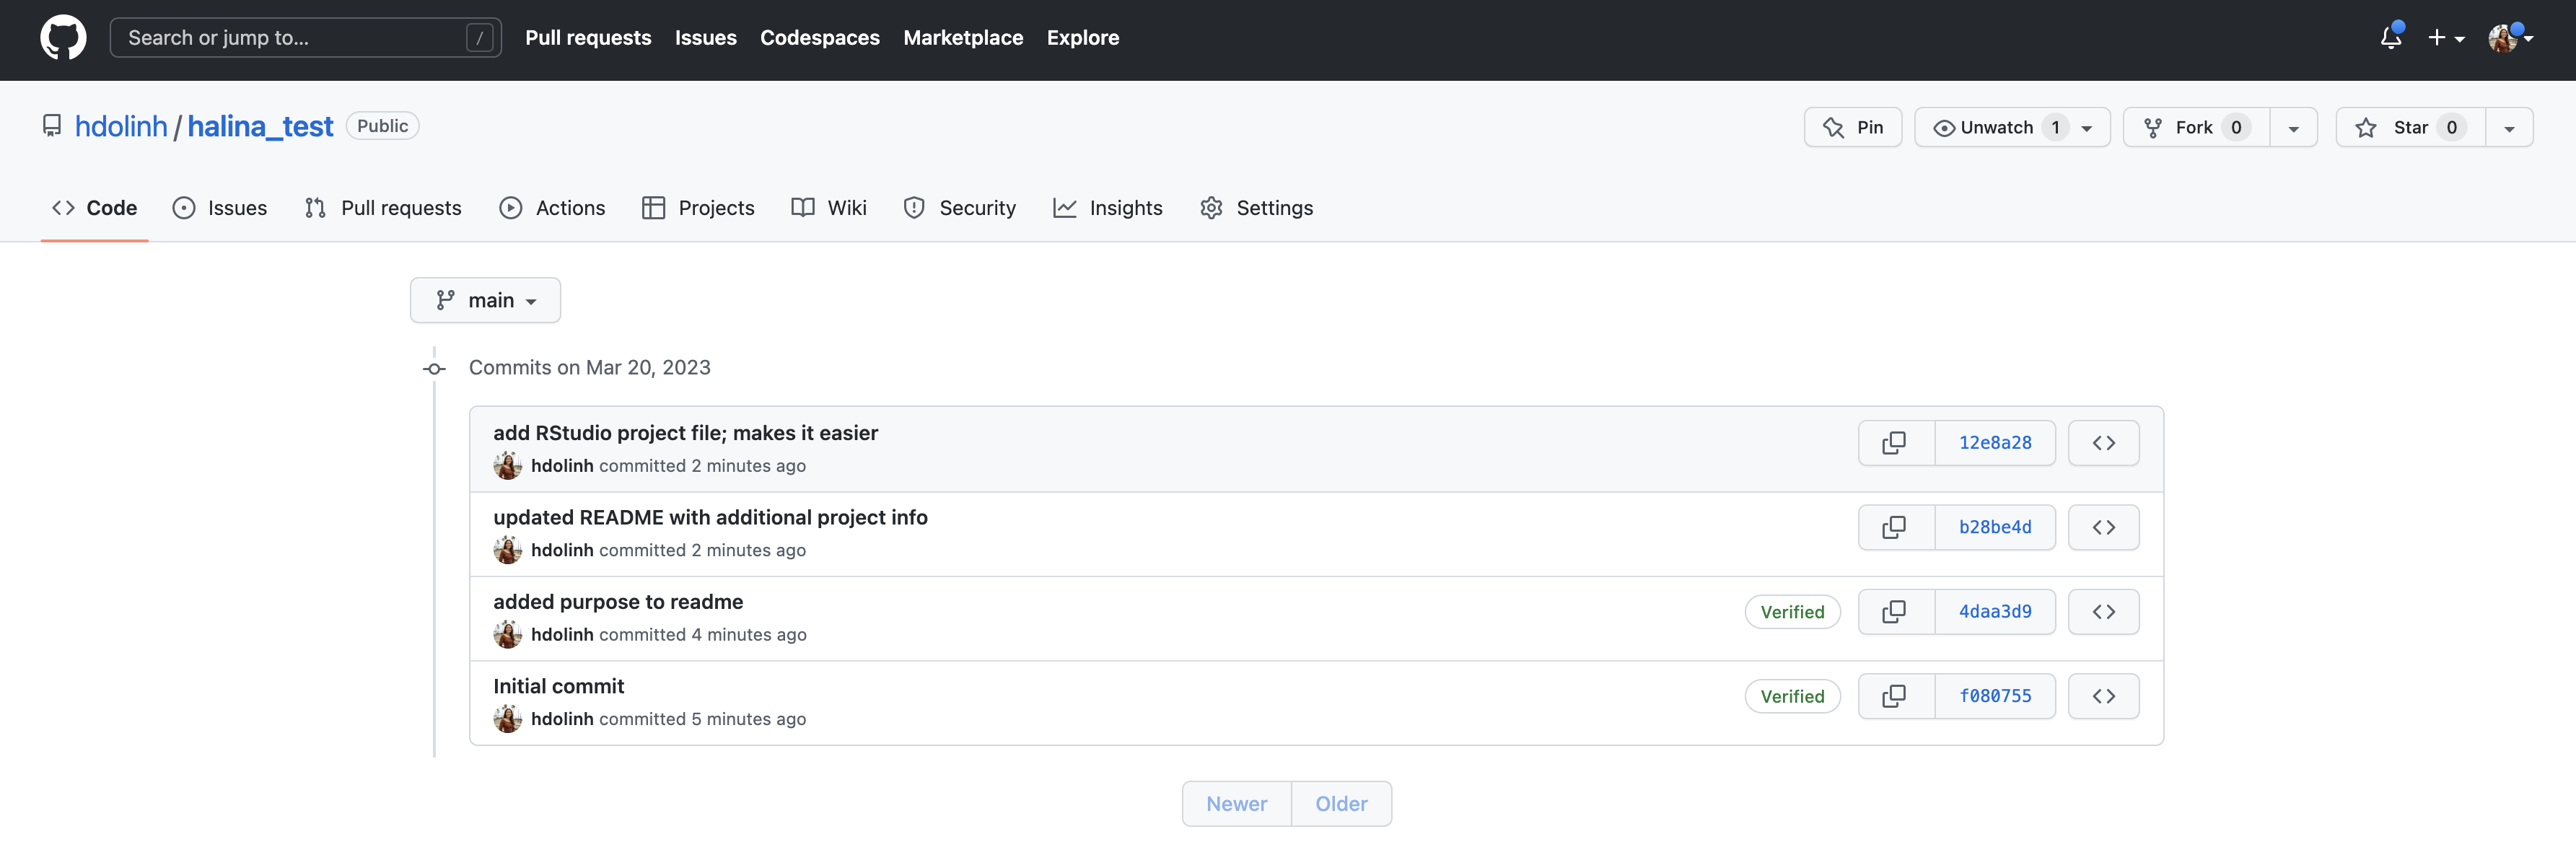 Search or jump to... / Pull requests Issues Codespaces Marketplace Explore
hdolinh / halina_test Public Pin Unwatch 1 Fork 0 Star 0
Code Issues Pull requests Actions Projects Wiki Security Insights Settings
main
Commits on Mar 20, 2023
add RStudio project file; makes it easier
hdolinh committed 2 minutes ago
12e8a28
updated README with additional project info
hdolinh committed 2 minutes ago
b28be4d
added purpose to readme
hdolinh committed 4 minutes ago
Verified 4daa3d9
Initial commit
hdolinh committed 5 minutes ago
Verified f080755
Newer Older